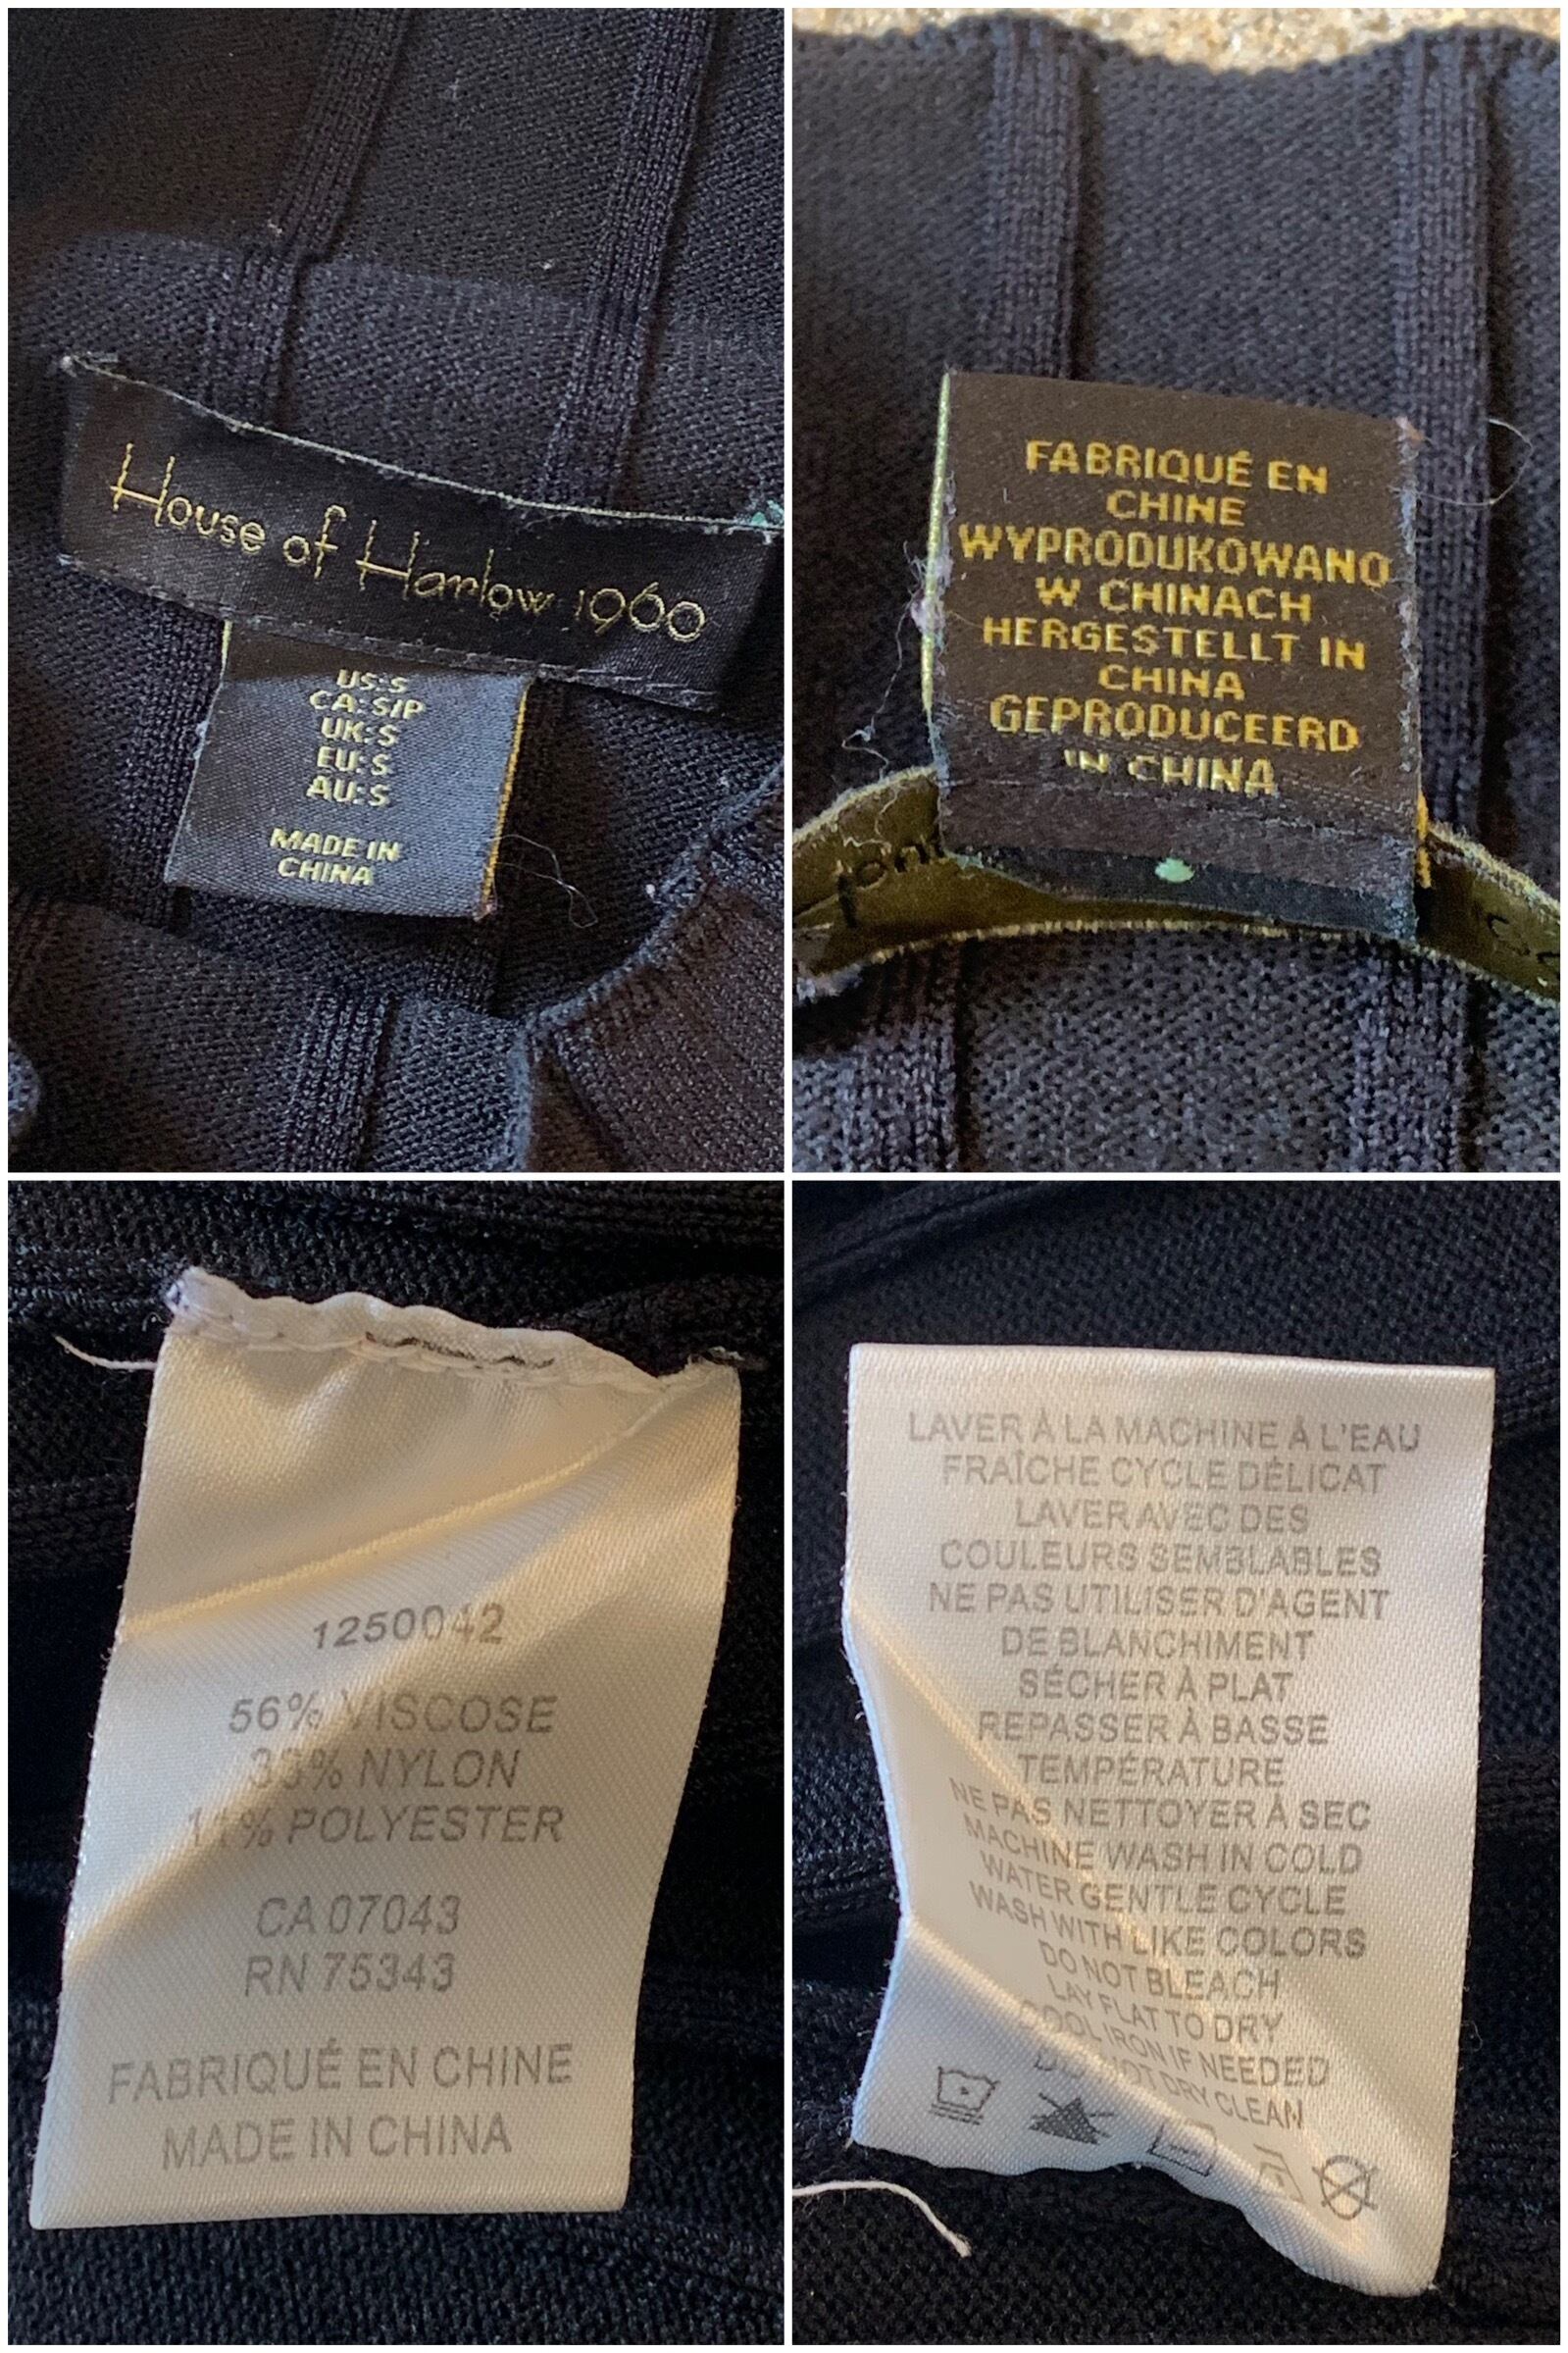 House of Harlow 1960
US: S
CA: S/P
UK: S
EU: S
AU: S
MADE IN
CHINA
FABRIQUÉ EN
CHINE
WYPRODUKOWANO
W CHINACH
HERGESTELLT IN
CHINA
GEPRODUCEERD
IN CHINA
1250042
56% VISCOSE
33% NYLON
11% POLYESTER
CA 07043
RN 75343
FABRIQUÉ EN CHINE
MADE IN CHINA
LAVER À LA MACHINE À L'EAU
FRAÎCHE CYCLE DÉLICAT
LAVER AVEC DES
COULEURS SEMBLABLES
NE PAS UTILISER D'AGENT
DE BLANCHIMENT
SÉCHER À PLAT
REPASSER À BASSE
TEMPÉRATURE
NE PAS NETTOYER À SEC
MACHINE WASH IN COLD
WATER GENTLE CYCLE
WASH WITH LIKE COLORS
DO NOT BLEACH
LAY FLAT TO DRY
COOL IRON IF NEEDED
DO NOT DRY CLEAN